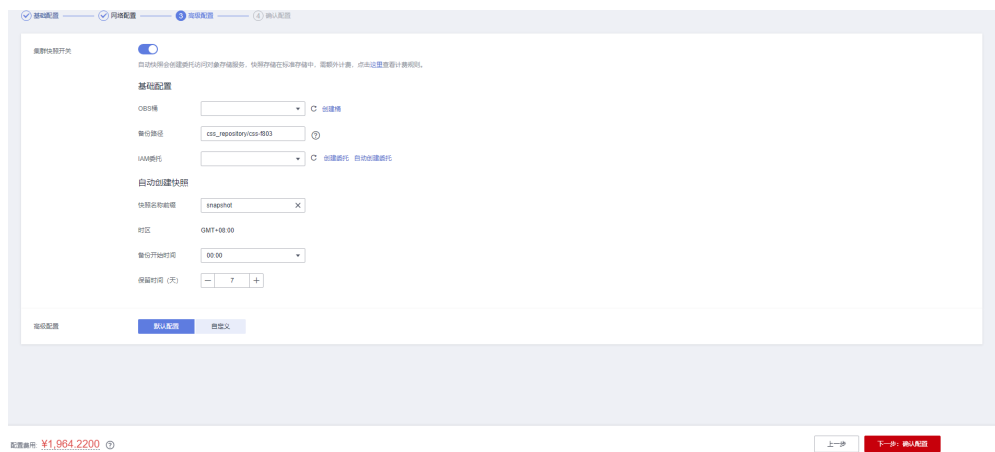 基础配置 网络配置 3 高级配置 4 确认配置
集群快照开关
自动快照会创建委托访问对象存储服务，快照存储在标准存储中，需额外计费，点击这里查看计费规则。
基础配置
OBS桶 创建桶
备份路径 css_repository/css-f803
IAM委托 创建委托 自动创建委托
自动创建快照
快照名称前缀 snapshot
时区 GMT+08:00
备份开始时间 00:00
保留时间（天） 7
高级配置 默认配置 自定义
配置费用 ¥1,964.2200 上一步 下一步：确认配置